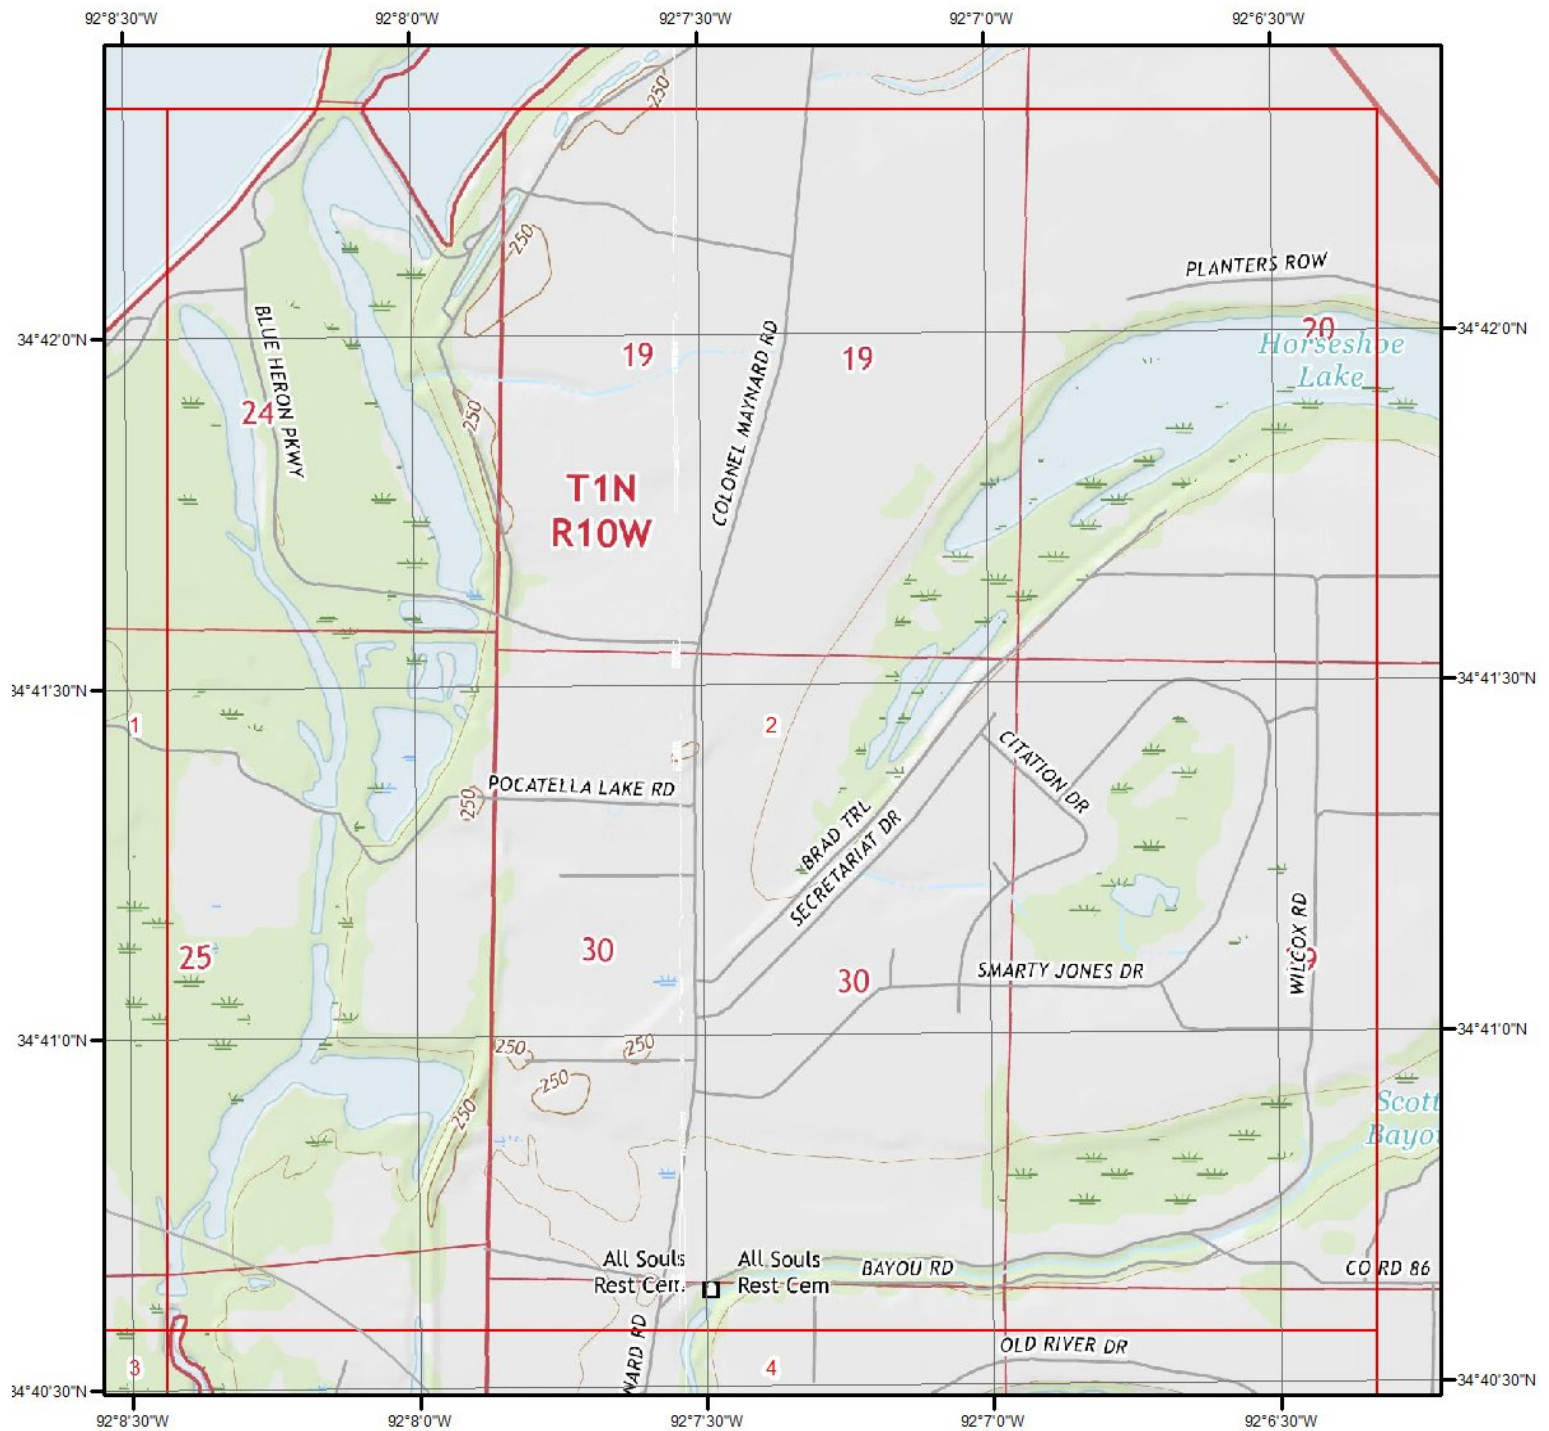 92°8'30"W
92°8'0"W
92°7'30"W
92°7'0"W
92°6'30"W
250
PLANTERS ROW
250
34°42'0"N
BLUE HERON PKWY
COLONEL MAYNARD RD
20
34°42'0"N
19
19
Horseshoe
Lake
24
250
T1N
R10W
34°41'30"N
34°41'30"N
1
2
CITATION DR
POCATELLA LAKE RD
250
BRAD TRL
SECRETARIAT DR
WILCOX RD
25
30
30
SMARTY JONES DR
34°41'0"N
34°41'0"N
250
250
250
250
Scott
Bayou
All Souls
Rest Cem.
All Souls
Rest Cem
BAYOU RD
CO RD 86
NARD RD
OLD RIVER DR
3
4
34°40'30"N
34°40'30"N
92°8'30"W
92°8'0"W
92°7'30"W
92°7'0"W
92°6'30"W